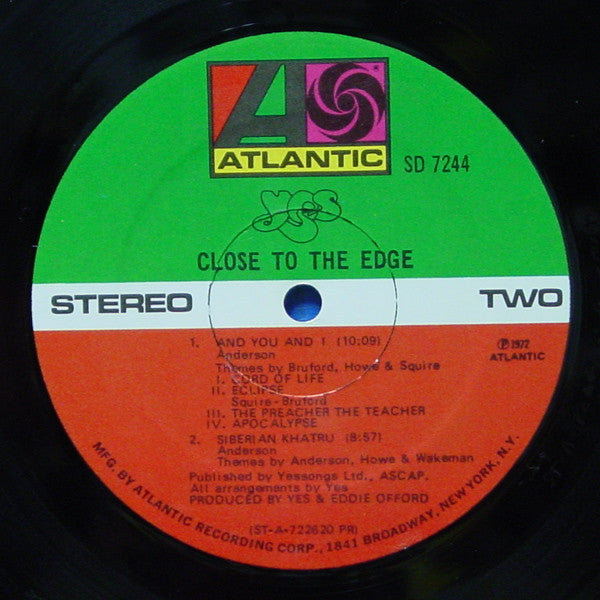 ATLANTIC
SD 7244
yes
CLOSE TO THE EDGE
STEREO
TWO
1. AND YOU AND I (10:09)
Anderson
Themes by Bruford, Howe & Squire
I. CORD OF LIFE
II. ECLIPSE
Squire-Bruford
III. THE PREACHER THE TEACHER
IV. APOCALYPSE
2. SIBERIAN KHATRU (8:57)
Anderson
Themes by Anderson, Howe & Wakeman
Published by Yessongs Ltd., ASCAP.
All arrangements by Yes
PRODUCED BY YES & EDDIE OFFORD
℗ 1972
ATLANTIC
(ST-A-722620 PR)
MFG. BY ATLANTIC RECORDING CORP., 1841 BROADWAY, NEW YORK, N.Y.